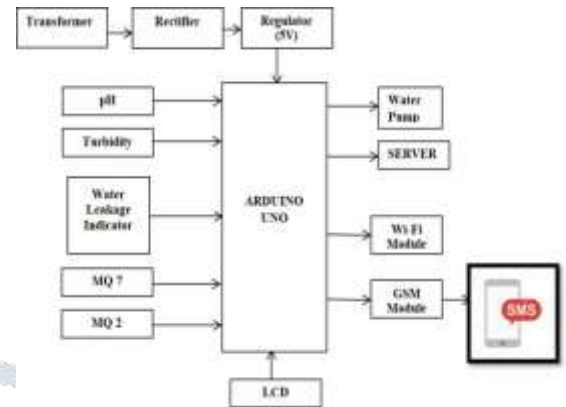 Transformer
Rectifier
Regulator
(5V)
pH
Turbidity
Water
Leakage
Indicator
MQ 7
MQ 2
ARDUINO
UNO
Water
Pump
SERVER
Wi Fi
Module
GSM
Module
SMS
LCD